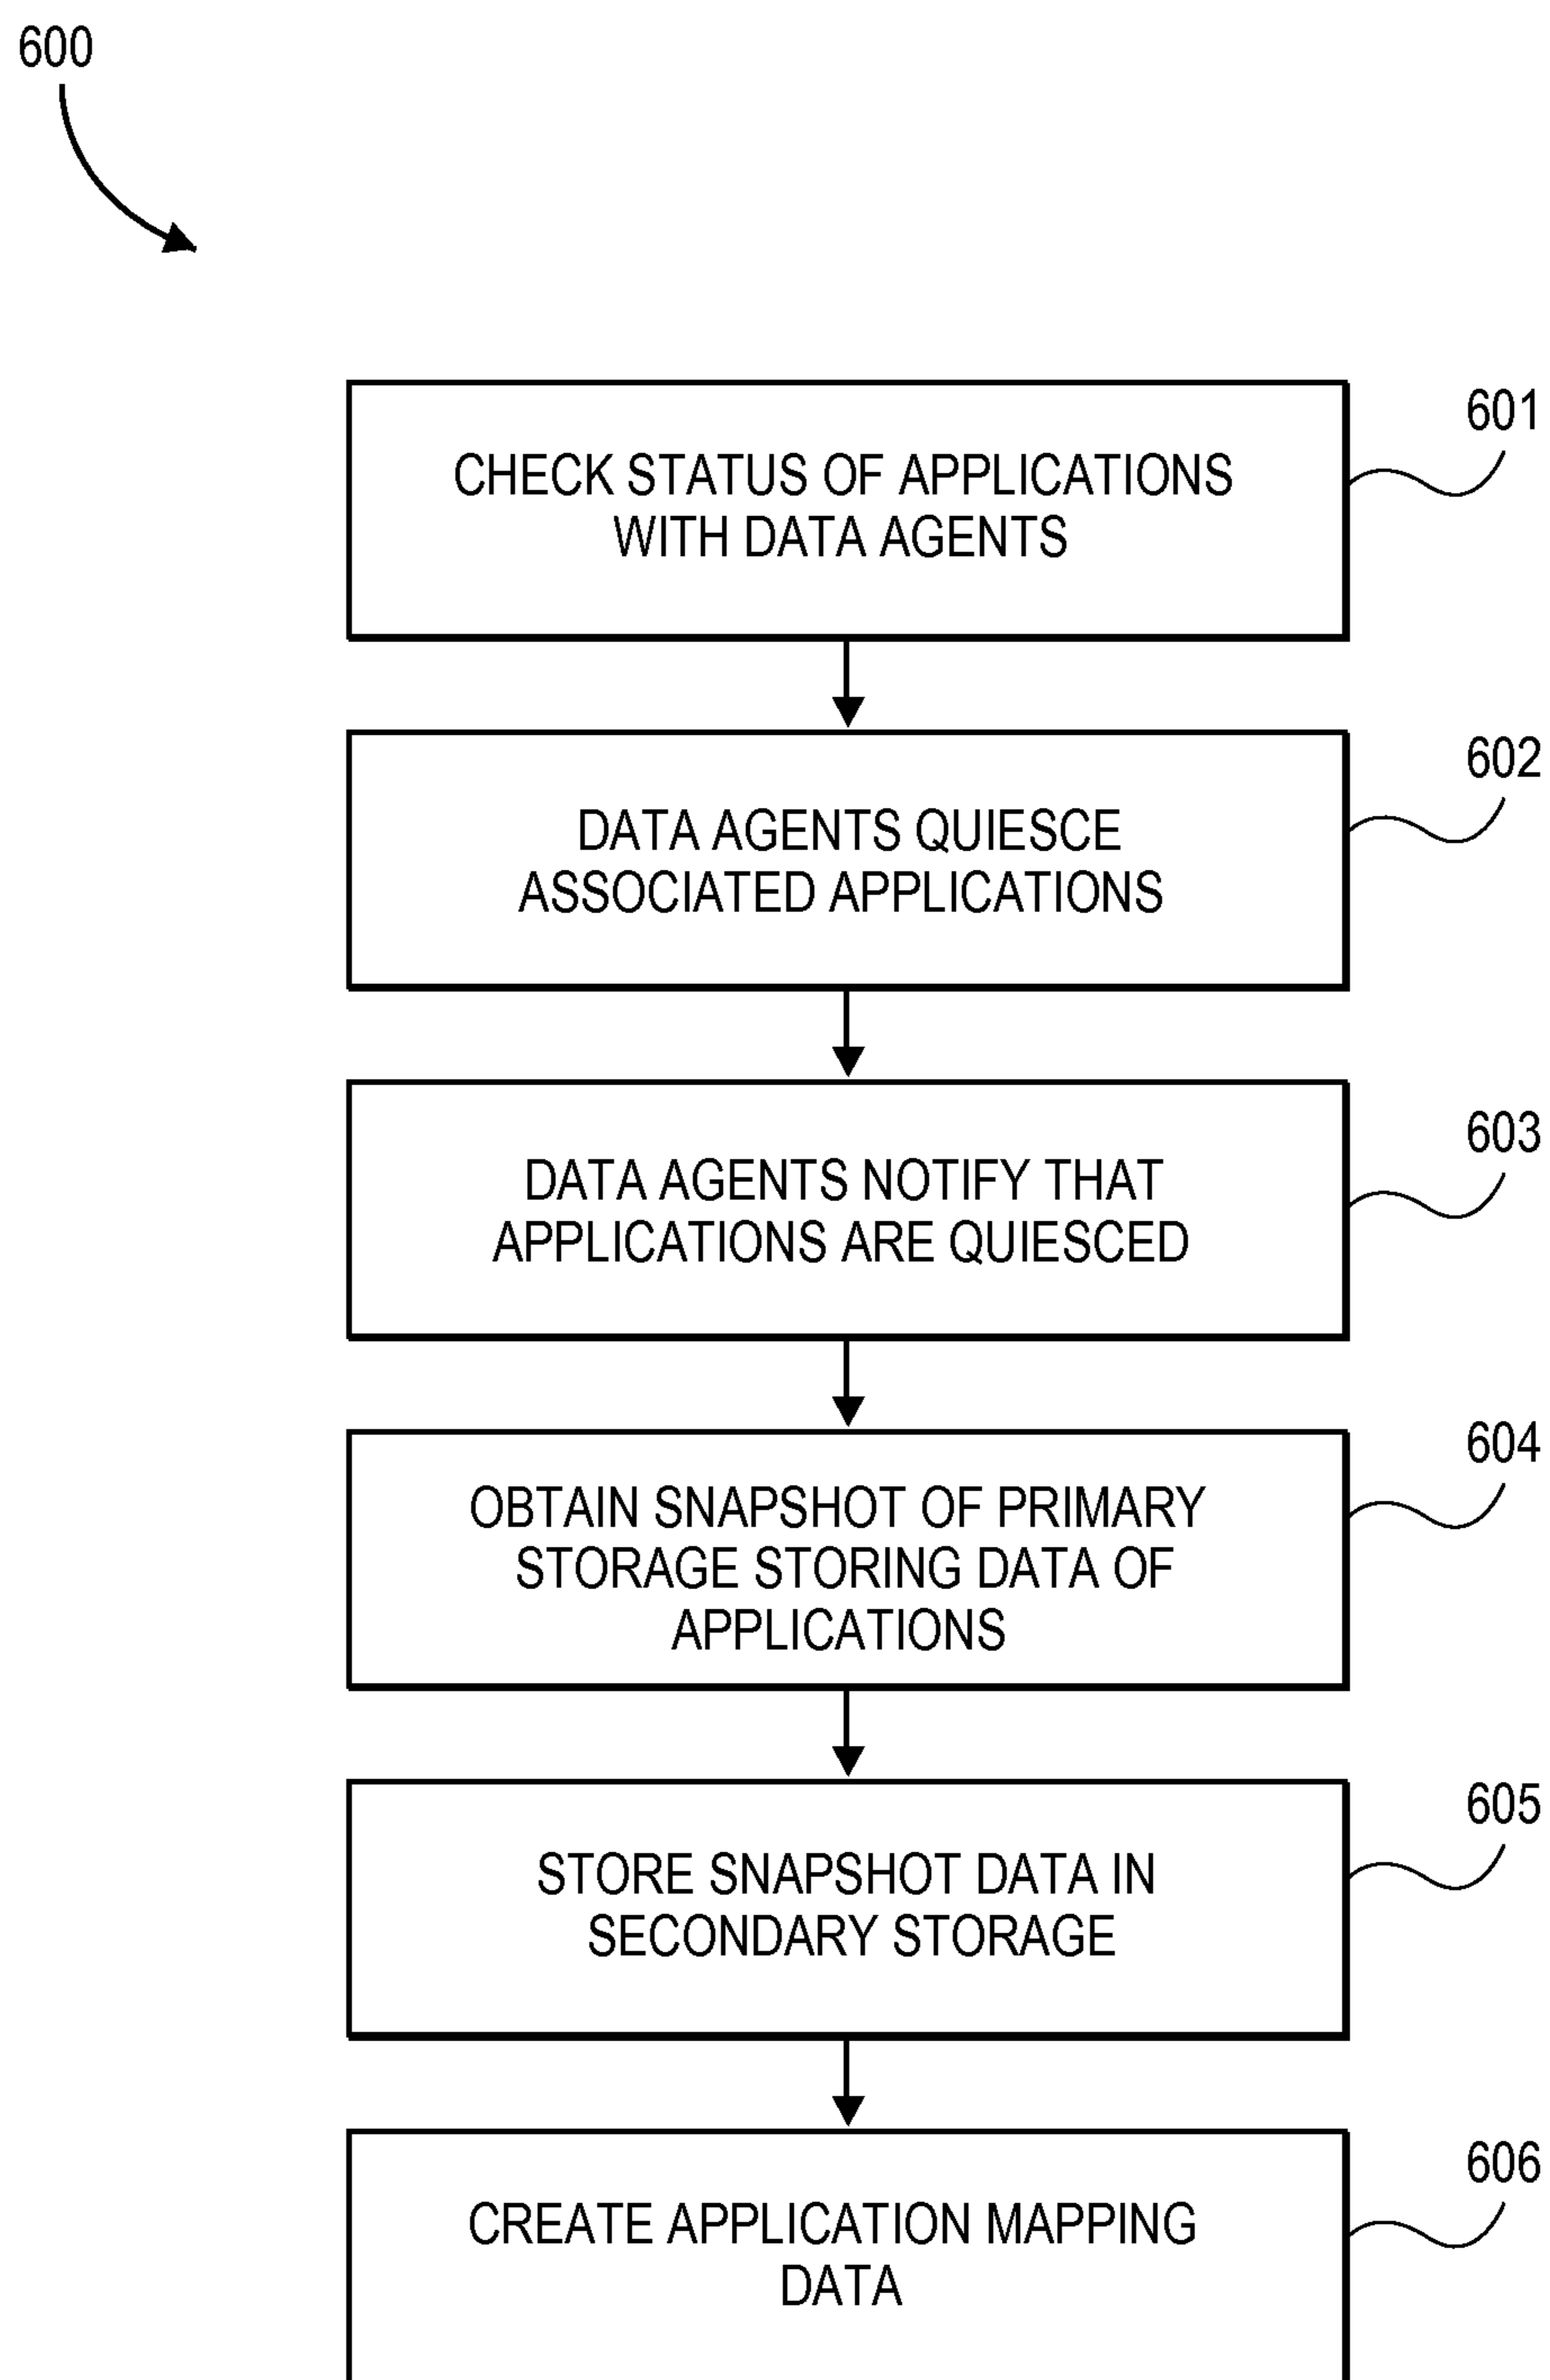 600
601
CHECK STATUS OF APPLICATIONS
WITH DATA AGENTS
602
DATA AGENTS QUIESCE
ASSOCIATED APPLICATIONS
603
DATA AGENTS NOTIFY THAT
APPLICATIONS ARE QUIESCED
604
OBTAIN SNAPSHOT OF PRIMARY
STORAGE STORING DATA OF
APPLICATIONS
605
STORE SNAPSHOT DATA IN
SECONDARY STORAGE
606
CREATE APPLICATION MAPPING
DATA